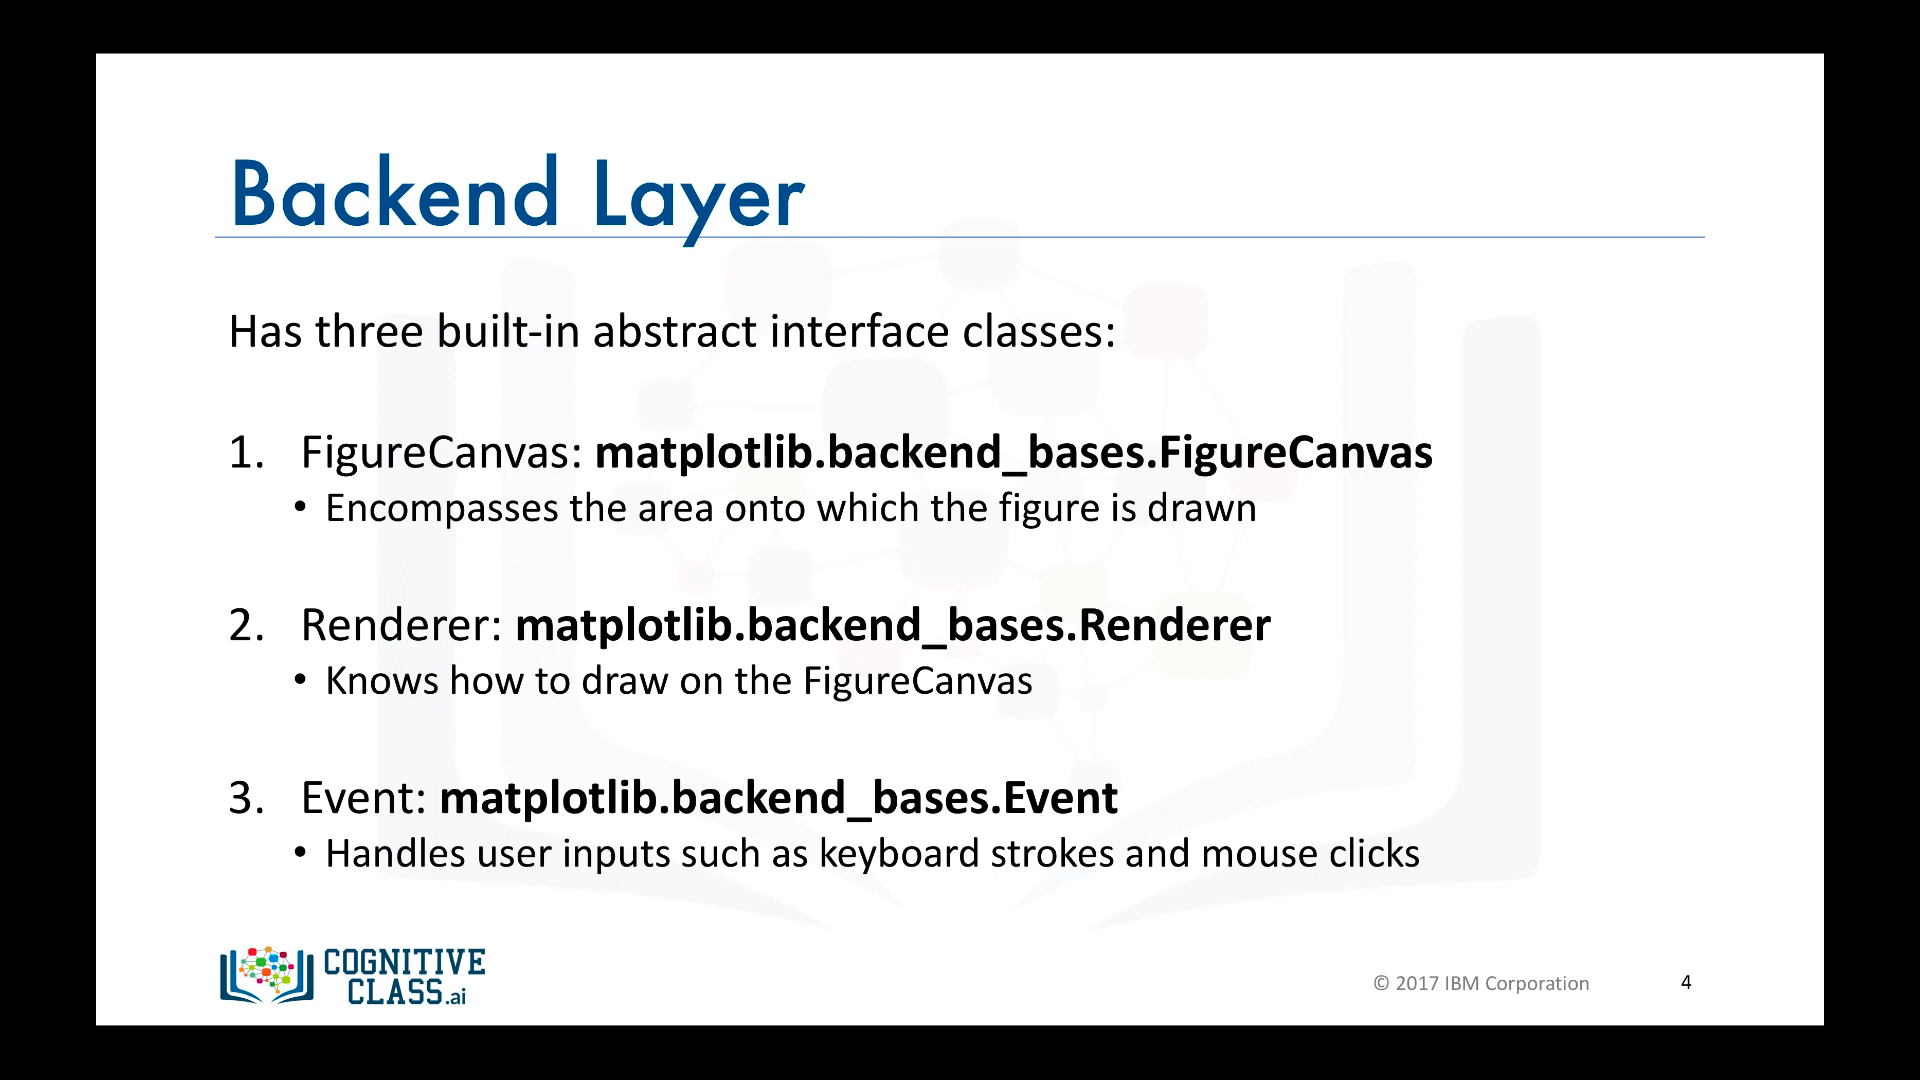 Backend Layer
Has three built-in abstract interface classes:
1. FigureCanvas: matplotlib.backend_bases.FigureCanvas
• Encompasses the area onto which the figure is drawn
2. Renderer: matplotlib.backend_bases.Renderer
• Knows how to draw on the FigureCanvas
3. Event: matplotlib.backend_bases.Event
• Handles user inputs such as keyboard strokes and mouse clicks
COGNITIVE
CLASS.ai
© 2017 IBM Corporation 4